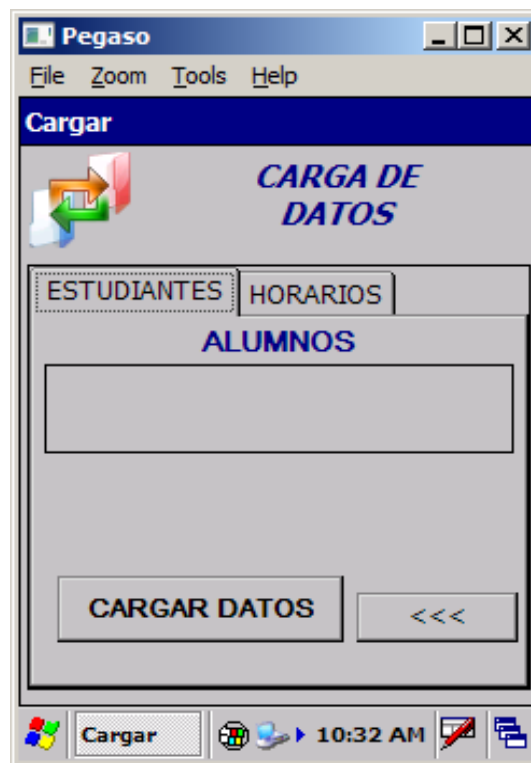 Pegaso
File Zoom Tools Help
Cargar
CARGA DE
DATOS
ESTUDIANTES HORARIOS
ALUMNOS
CARGAR DATOS <<<
Cargar 10:32 AM